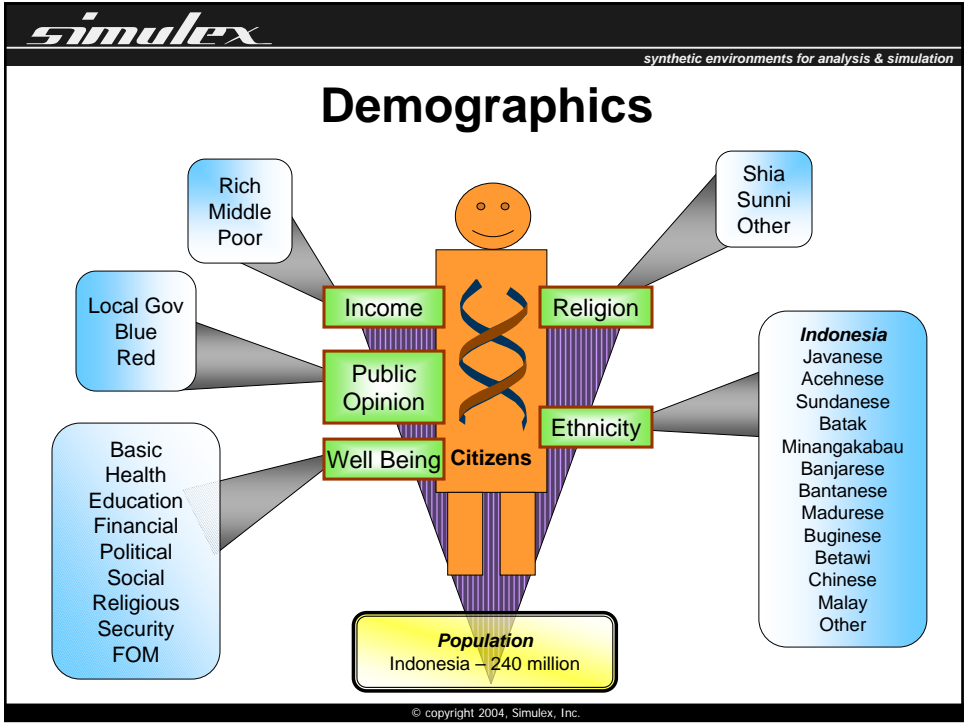 simulex
synthetic environments for analysis & simulation
Demographics
Rich
Middle
Poor
Shia
Sunni
Other
Local Gov
Blue
Red
Income
Religion
Public
Opinion
Ethnicity
Well Being
Citizens
Basic
Health
Education
Financial
Political
Social
Religious
Security
FOM
Indonesia
Javanese
Acehnese
Sundanese
Batak
Minangakabau
Banjarese
Bantanese
Madurese
Buginese
Betawi
Chinese
Malay
Other
Population
Indonesia – 240 million
© copyright 2004, Simulex, Inc.